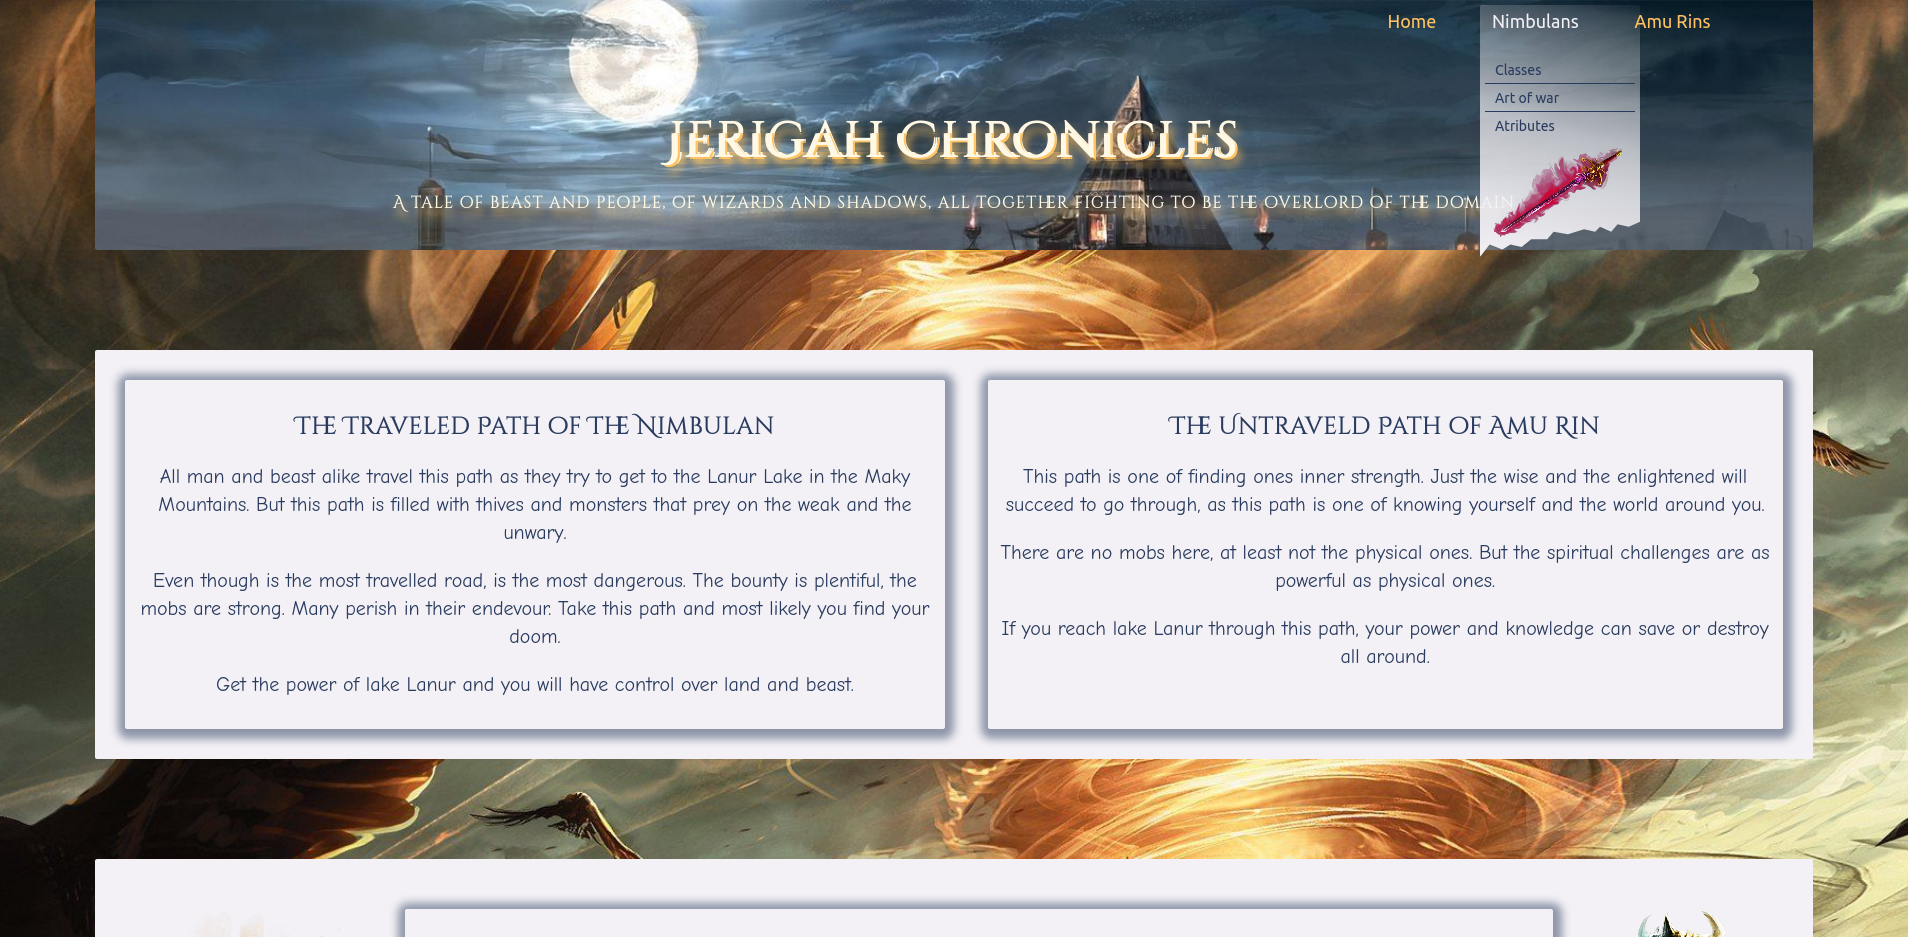 Home Nimbulans Amu Rins
Classes
Art of war
Atributes
Jerigah Chronicles
A tale of beast and people, of wizards and shadows, all together fighting to be the overlord of the domain
The Traveled Path of The Nimbulan
All man and beast alike travel this path as they try to get to the Lanur Lake in the Maky
Mountains. But this path is filled with thives and monsters that prey on the weak and the
unwary.
Even though is the most travelled road, is the most dangerous. The bounty is plentiful, the
mobs are strong. Many perish in their endevour. Take this path and most likely you find your
doom.
Get the power of lake Lanur and you will have control over land and beast.
The Untraveld Path of Amu Rin
This path is one of finding ones inner strength. Just the wise and the enlightened will
succeed to go through, as this path is one of knowing yourself and the world around you.
There are no mobs here, at least not the physical ones. But the spiritual challenges are as
powerful as physical ones.
If you reach lake Lanur through this path, your power and knowledge can save or destroy
all around.